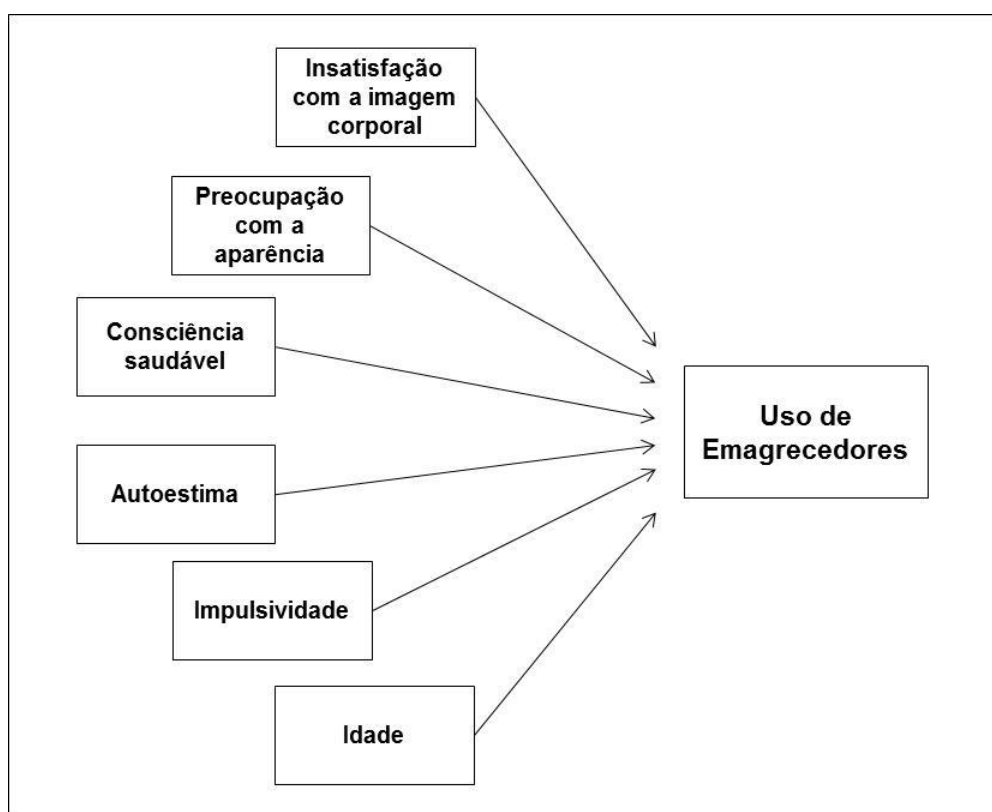 Insatisfação
com a imagem
corporal
Preocupação
com a
aparência
Consciência
saudável
Autoestima
Impulsividade
Idade
Uso de
Emagrecedores